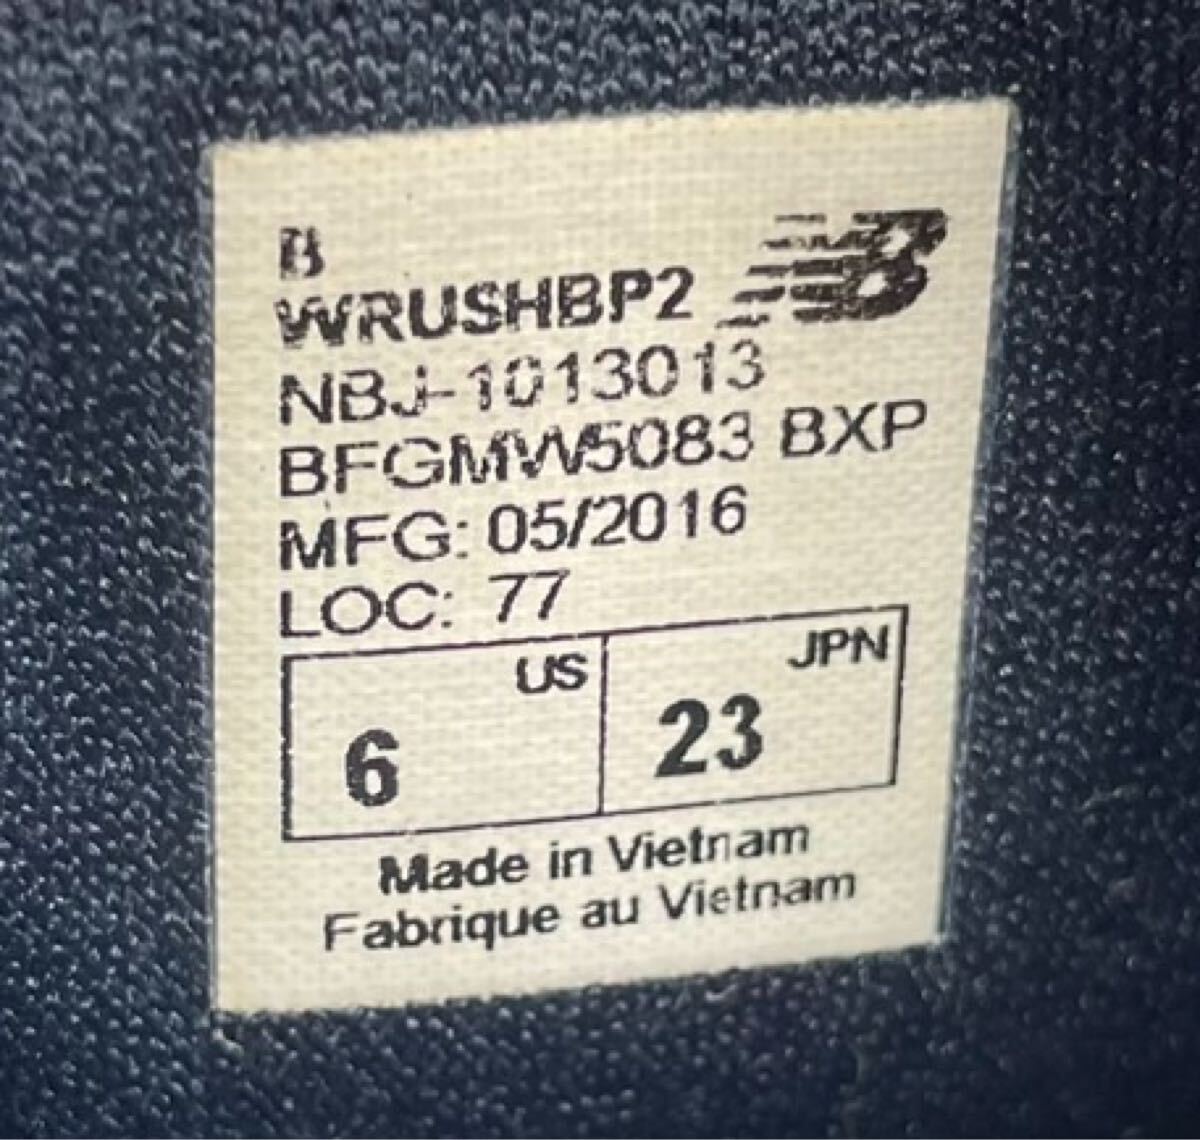 B
WRUSHBP2
NBJ-1013013
BFGMW5083 BXP
MFG: 05/2016
LOC: 77
US JPN
6 23
Made in Vietnam
Fabrique au Vietnam